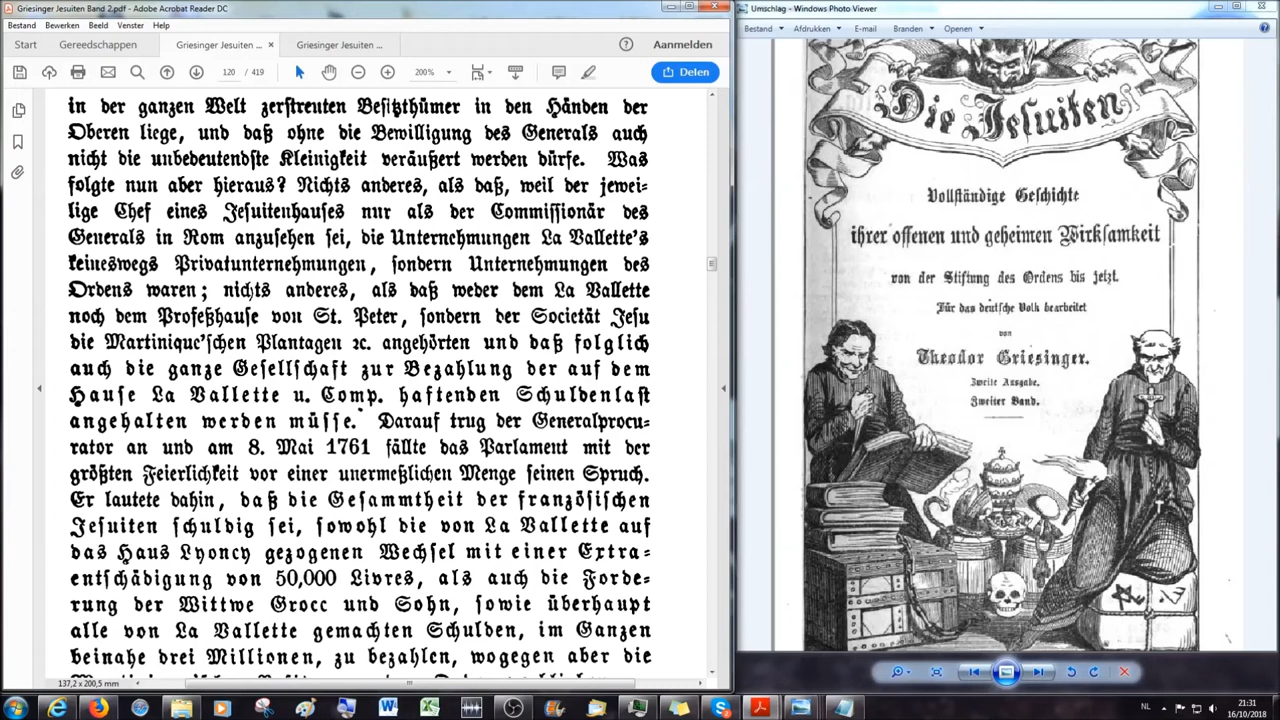 Griesinger Jesuiten Band 2.pdf - Adobe Acrobat Reader DC
Bestand Bewerken Beeld Venster Help
Start Gereedschappen Griesinger Jesuiten ... × Griesinger Jesuiten ... Aanmelden
120 / 419 200% Delen
in der ganzen Welt zerſtreuten Beſitzthümer in den Händen der
Oberen liege, und daß ohne die Bewilligung des Generals auch
nicht die unbedeutendſte Kleinigkeit veräußert werden dürfe. Was
folgte nun aber hieraus? Nichts anderes, als daß, weil der jewei-
lige Chef eines Jeſuitenhauſes nur als der Commiſſionär des
Generals in Rom anzuſehen ſei, die Unternehmungen La Vallette's
keineswegs Privatunternehmungen, ſondern Unternehmungen des
Ordens waren; nichts anderes, als daß weder dem La Vallette
noch dem Profeßhauſe von St. Peter, ſondern der Societät Jeſu
die Martinique'ſchen Plantagen ꝛc. angehörten und daß folglich
auch die ganze Geſellſchaft zur Bezahlung der auf dem
Hauſe La Vallette u. Comp. haftenden Schuldenlaſt
angehalten werden müſſe. Darauf trug der Generalprocu-
rator an und am 8. Mai 1761 fällte das Parlament mit der
größten Feierlichkeit vor einer unermeßlichen Menge ſeinen Spruch.
Er lautete dahin, daß die Geſammtheit der franzöſiſchen
Jeſuiten ſchuldig ſei, ſowohl die von La Vallette auf
das Haus Lyoncy gezogenen Wechſel mit einer Extra-
entſchädigung von 50,000 Livres, als auch die Forde-
rung der Wittwe Grocc und Sohn, ſowie überhaupt
alle von La Vallette gemachten Schulden, im Ganzen
beinahe drei Millionen, zu bezahlen, wogegen aber die
137,2 x 200,5 mm
Umschlag - Windows Photo Viewer
Bestand Afdrukken E-mail Branden Openen
Die Jeſuiten
Vollſtändige Geſchichte
ihrer offenen und geheimen Wirkſamkeit
von der Stiftung des Ordens bis jetzt.
Für das deutſche Volk bearbeitet
von
Theodor Grieſinger.
Zweite Ausgabe.
Zweiter Band.
NL
21:31
16/10/2018